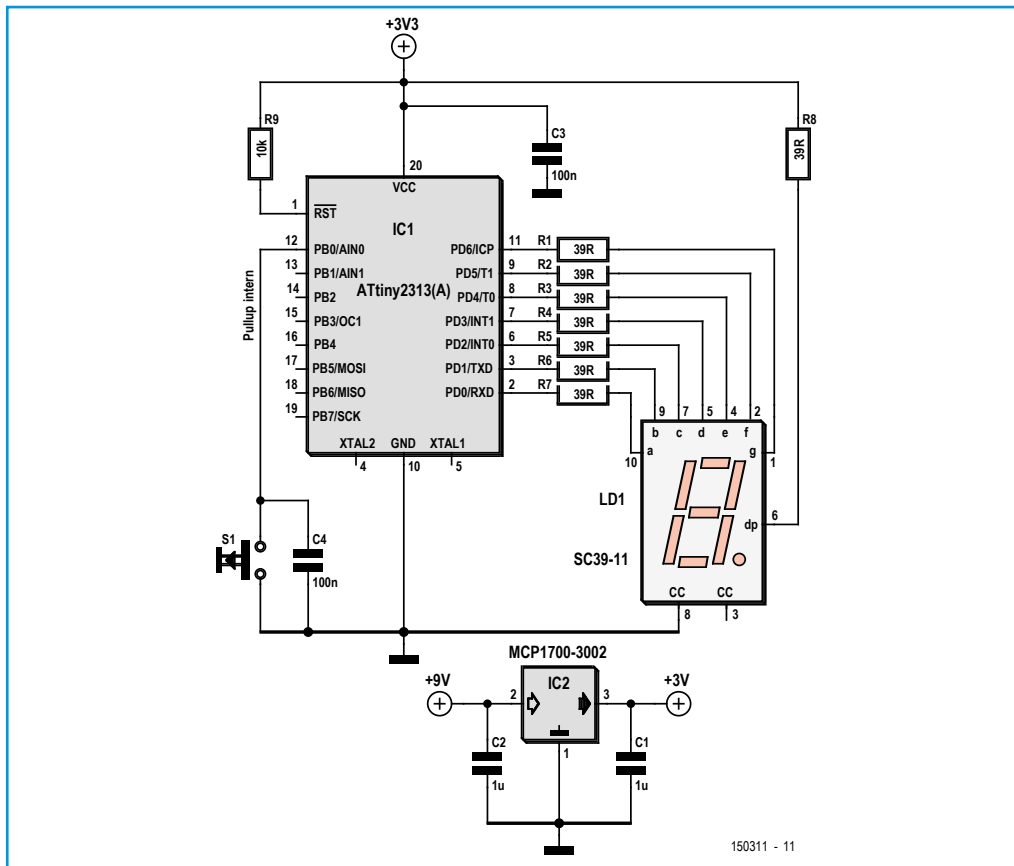 +3V3
R9
10k
C3
100n
R8
39R
20
VCC
1
RST
IC1
12
PB0/AIN0
13
PB1/AIN1
14
PB2
ATtiny2313(A)
15
PB3/OC1
16
PB4
17
PB5/MOSI
18
PB6/MISO
19
PB7/SCK
PD6/ICP
11
R1
39R
PD5/T1
9
R2
39R
PD4/T0
8
R3
39R
PD3/INT1
7
R4
39R
PD2/INT0
6
R5
39R
PD1/TXD
3
R6
39R
PD0/RXD
2
R7
39R
XTAL2
GND
XTAL1
4
10
5
Pullup intern
S1
C4
100n
9
7
5
4
2
b
c
d
e
f
10
a
g
1
LD1
dp
6
SC39-11
CC
CC
8
3
MCP1700-3002
+9V
2
IC2
3
+3V
C2
1u
1
C1
1u
150311 - 11